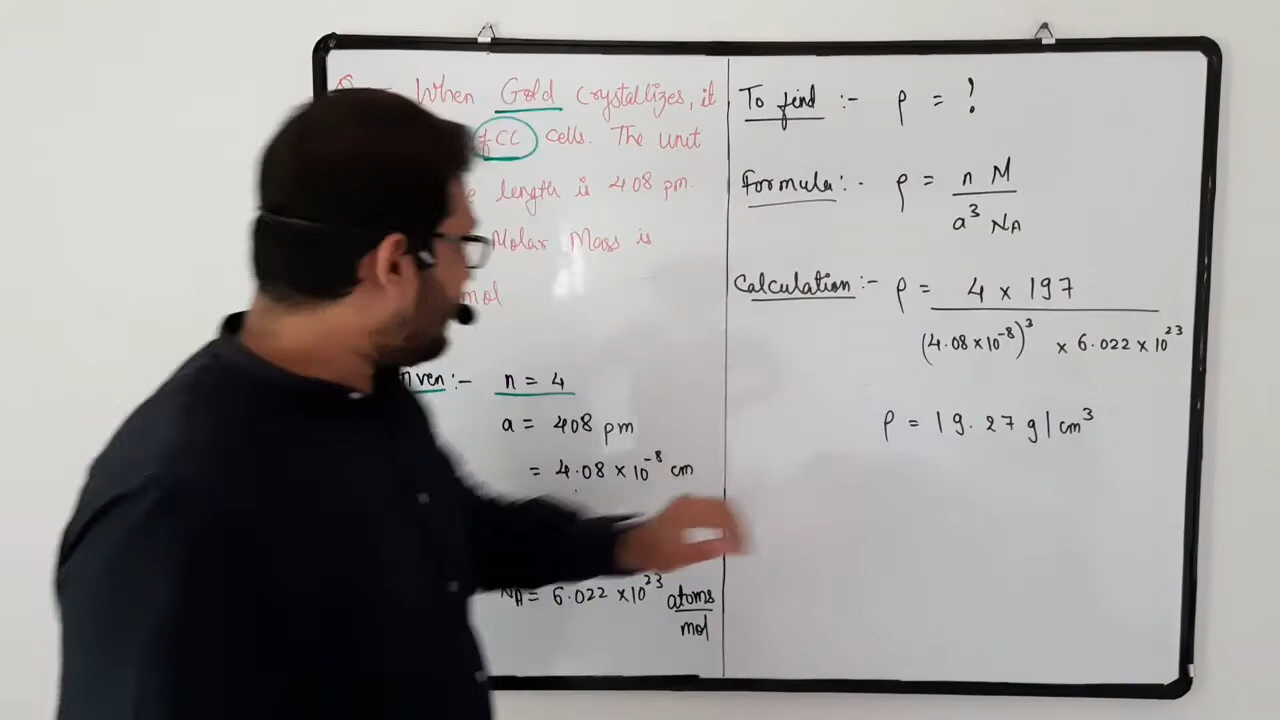 When Gold crystallizes, it
fcc cells. The unit
length is 408 pm.
Molar Mass is
mol
ven :- n = 4
a = 408 pm
= 4.08 × 10⁻⁸ cm
NA = 6.022 × 10²³ atoms/mol
To find :- ρ = ?
Formula :- ρ = n M / a³ NA
Calculation :- ρ = 4 × 197 / (4.08 × 10⁻⁸)³ × 6.022 × 10²³
ρ = 19.27 g/cm³